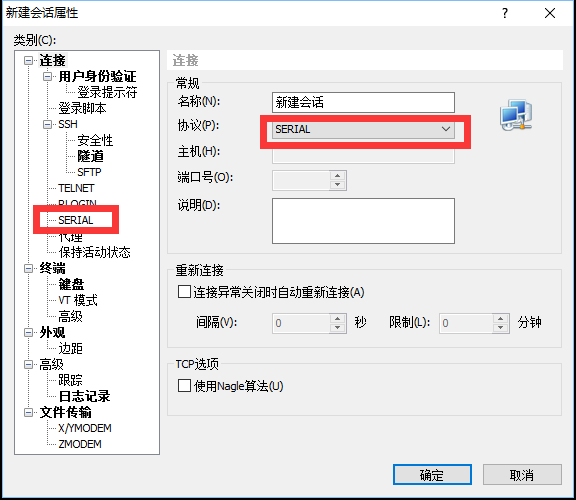 新建会话属性
类别(C):
连接
用户身份验证
登录提示符
登录脚本
SSH
安全性
隧道
SFTP
TELNET
RLOGIN
SERIAL
代理
保持活动状态
终端
键盘
VT 模式
高级
外观
边距
高级
跟踪
日志记录
文件传输
X/YMODEM
ZMODEM
连接
常规
名称(N): 新建会话
协议(P): SERIAL
主机(H):
端口号(O):
说明(D):
重新连接
连接异常关闭时自动重新连接(A)
间隔(V): 0 秒 限制(L): 0 分钟
TCP选项
使用Nagle算法(U)
确定 取消